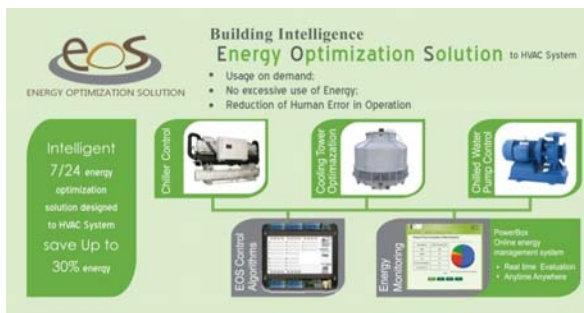 eos
ENERGY OPTIMIZATION SOLUTION
Building Intelligence
Energy Optimization Solution to HVAC System
• Usage on demand;
• No excessive use of Energy;
• Reduction of Human Error in Operation
Intelligent
7/24 energy
optimization
solution designed
to HVAC System
save Up to
30% energy
Chiller Control
Cooling Tower
Optimazation
Chilled Water
Pump Control
EOS Control
Algorithms
Energy
Monitoring
PowerBox
Online energy
management system
• Real time Evaluation
• Anytime Anywhere